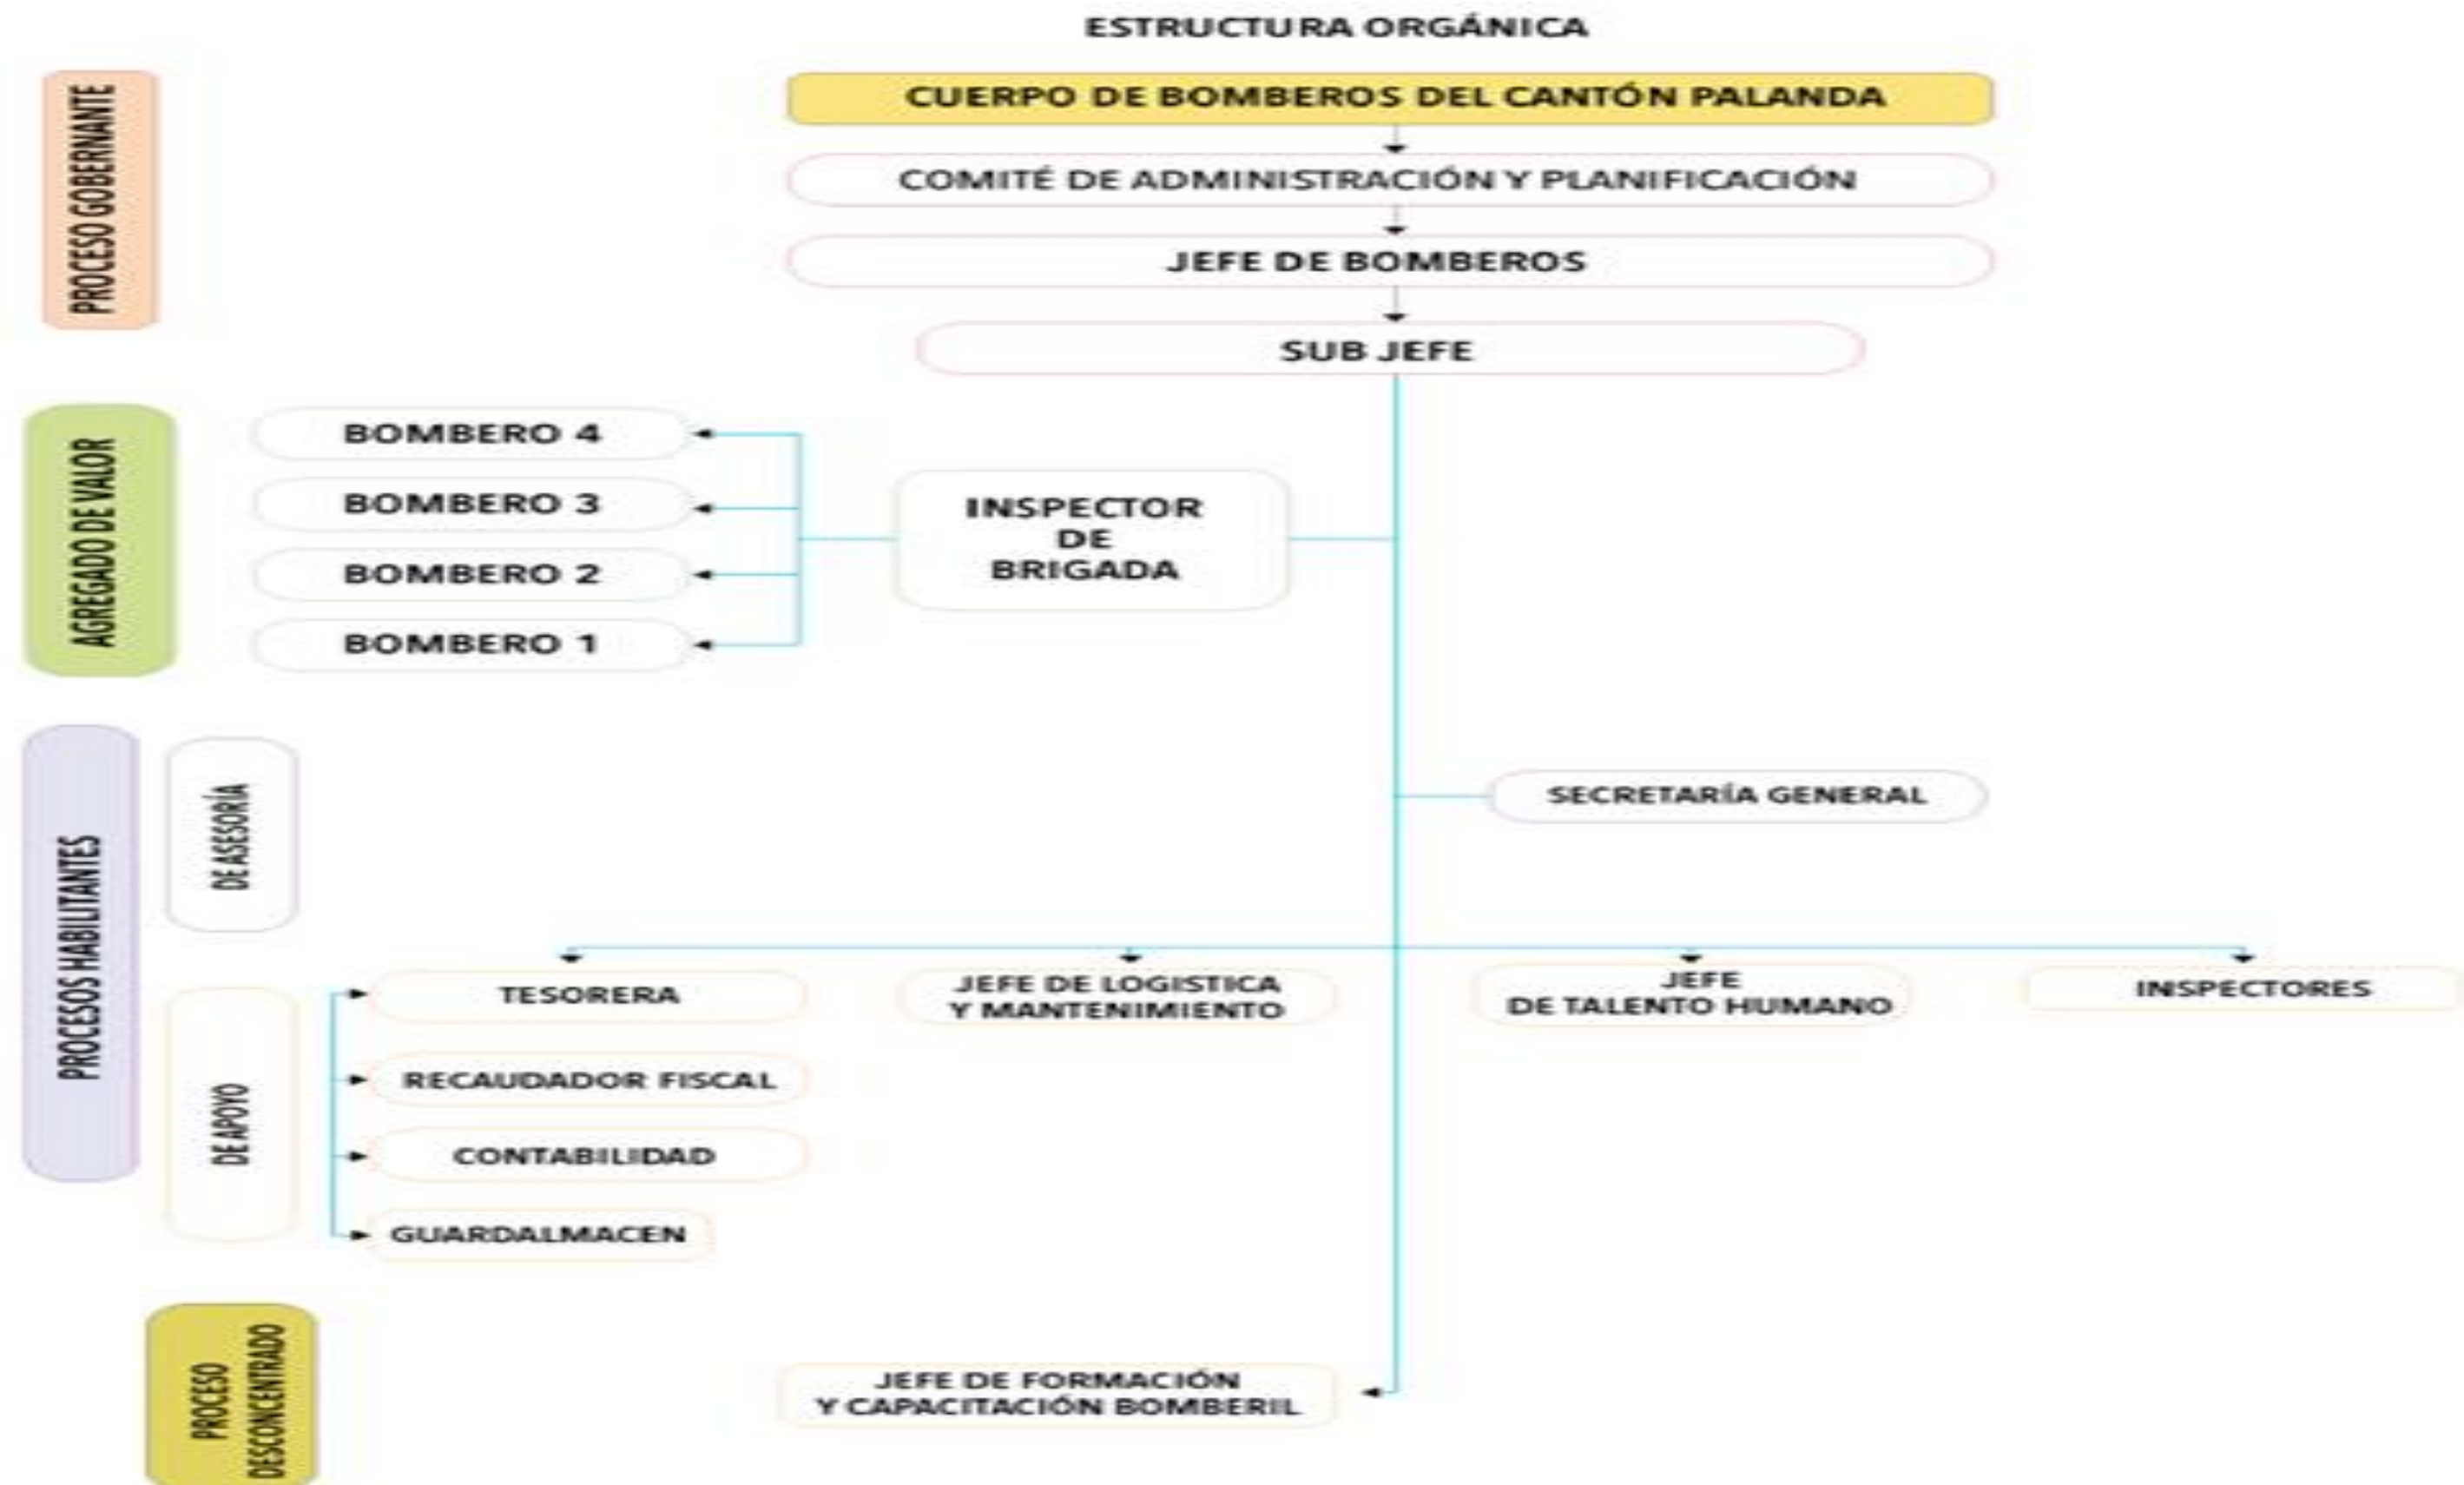 ESTRUCTURA ORGÁNICA
PROCESO GOBERNANTE
CUERPO DE BOMBEROS DEL CANTÓN PALANDA
COMITÉ DE ADMINISTRACIÓN Y PLANIFICACIÓN
JEFE DE BOMBEROS
SUB JEFE
AGREGADO DE VALOR
BOMBERO 4
BOMBERO 3
BOMBERO 2
BOMBERO 1
INSPECTOR
DE
BRIGADA
PROCESOS HABILITANTES
DE ASESORÍA
SECRETARÍA GENERAL
DE APOYO
TESORERA
JEFE DE LOGISTICA
Y MANTENIMIENTO
JEFE
DE TALENTO HUMANO
INSPECTORES
RECAUDADOR FISCAL
CONTABILIDAD
GUARDALMACEN
PROCESO
DESCONCENTRADO
JEFE DE FORMACIÓN
Y CAPACITACIÓN BOMBERIL